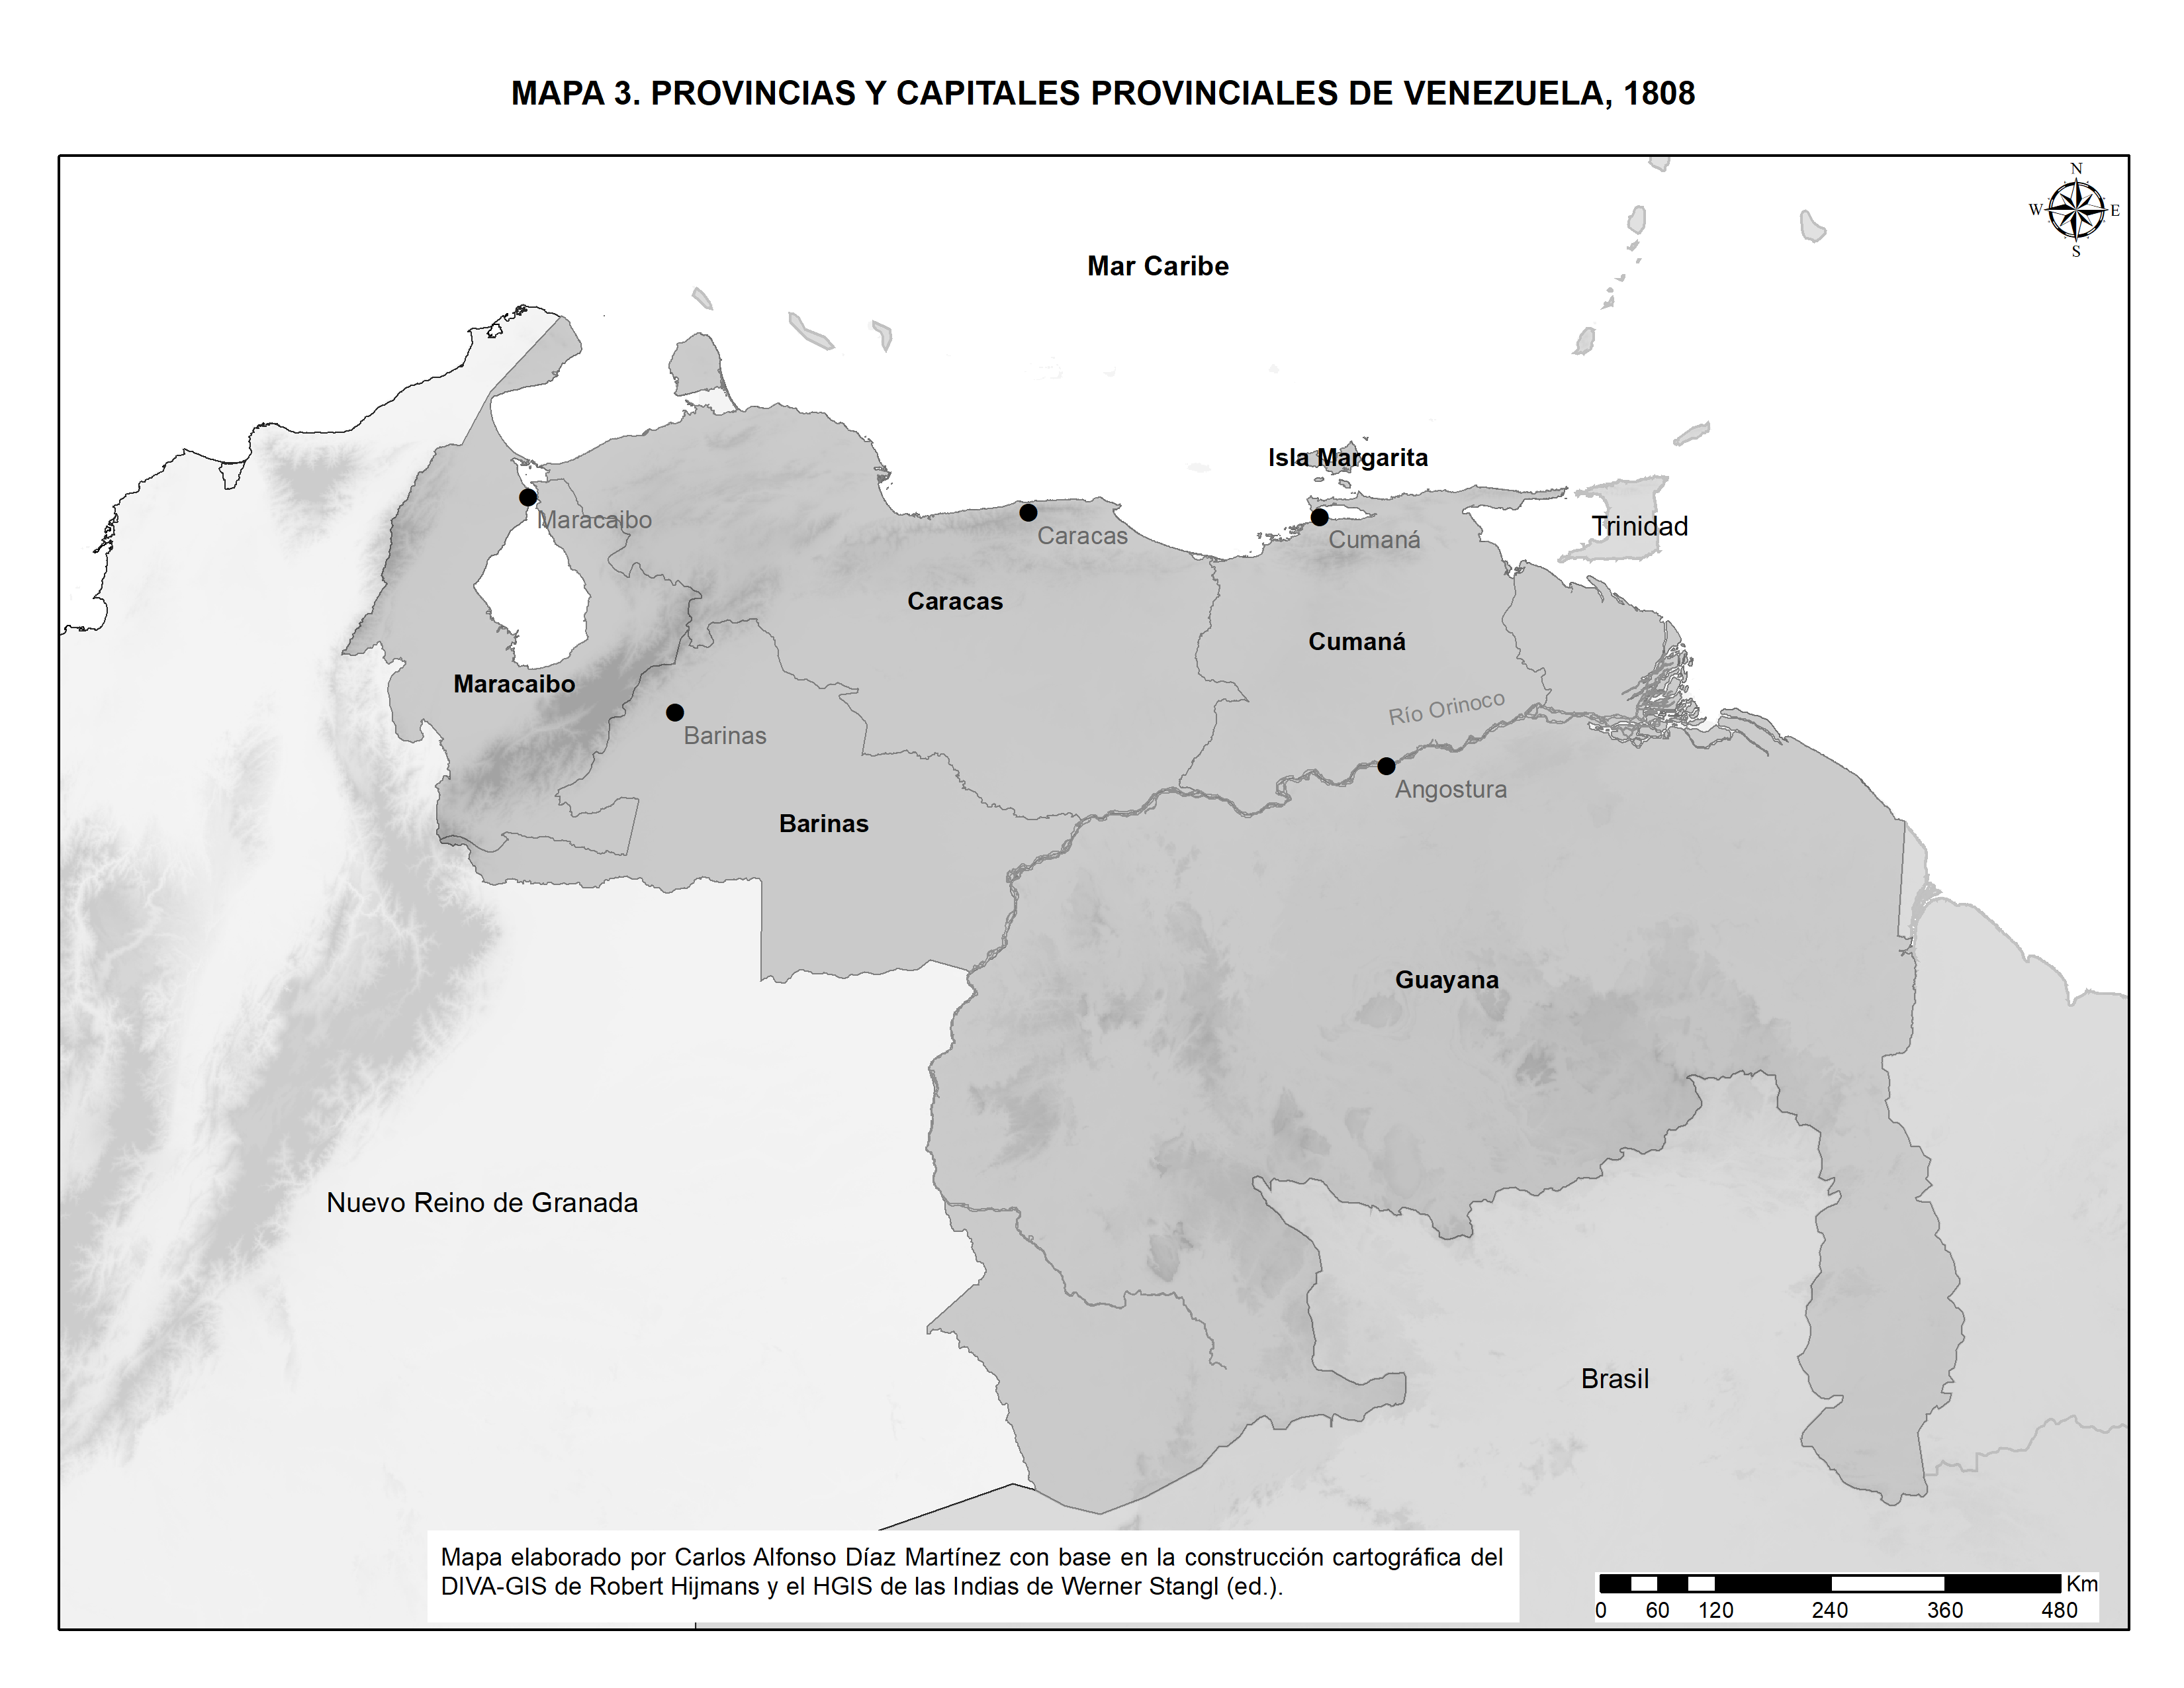 MAPA 3. PROVINCIAS Y CAPITALES PROVINCIALES DE VENEZUELA, 1808
N
W E
S
Mar Caribe
Isla Margarita
Maracaibo
Caracas
Cumaná
Trinidad
Caracas
Cumaná
Maracaibo
Río Orinoco
Barinas
Angostura
Barinas
Guayana
Nuevo Reino de Granada
Brasil
Mapa elaborado por Carlos Alfonso Díaz Martínez con base en la construcción cartográfica del
DIVA-GIS de Robert Hijmans y el HGIS de las Indias de Werner Stangl (ed.).
Km
0 60 120 240 360 480